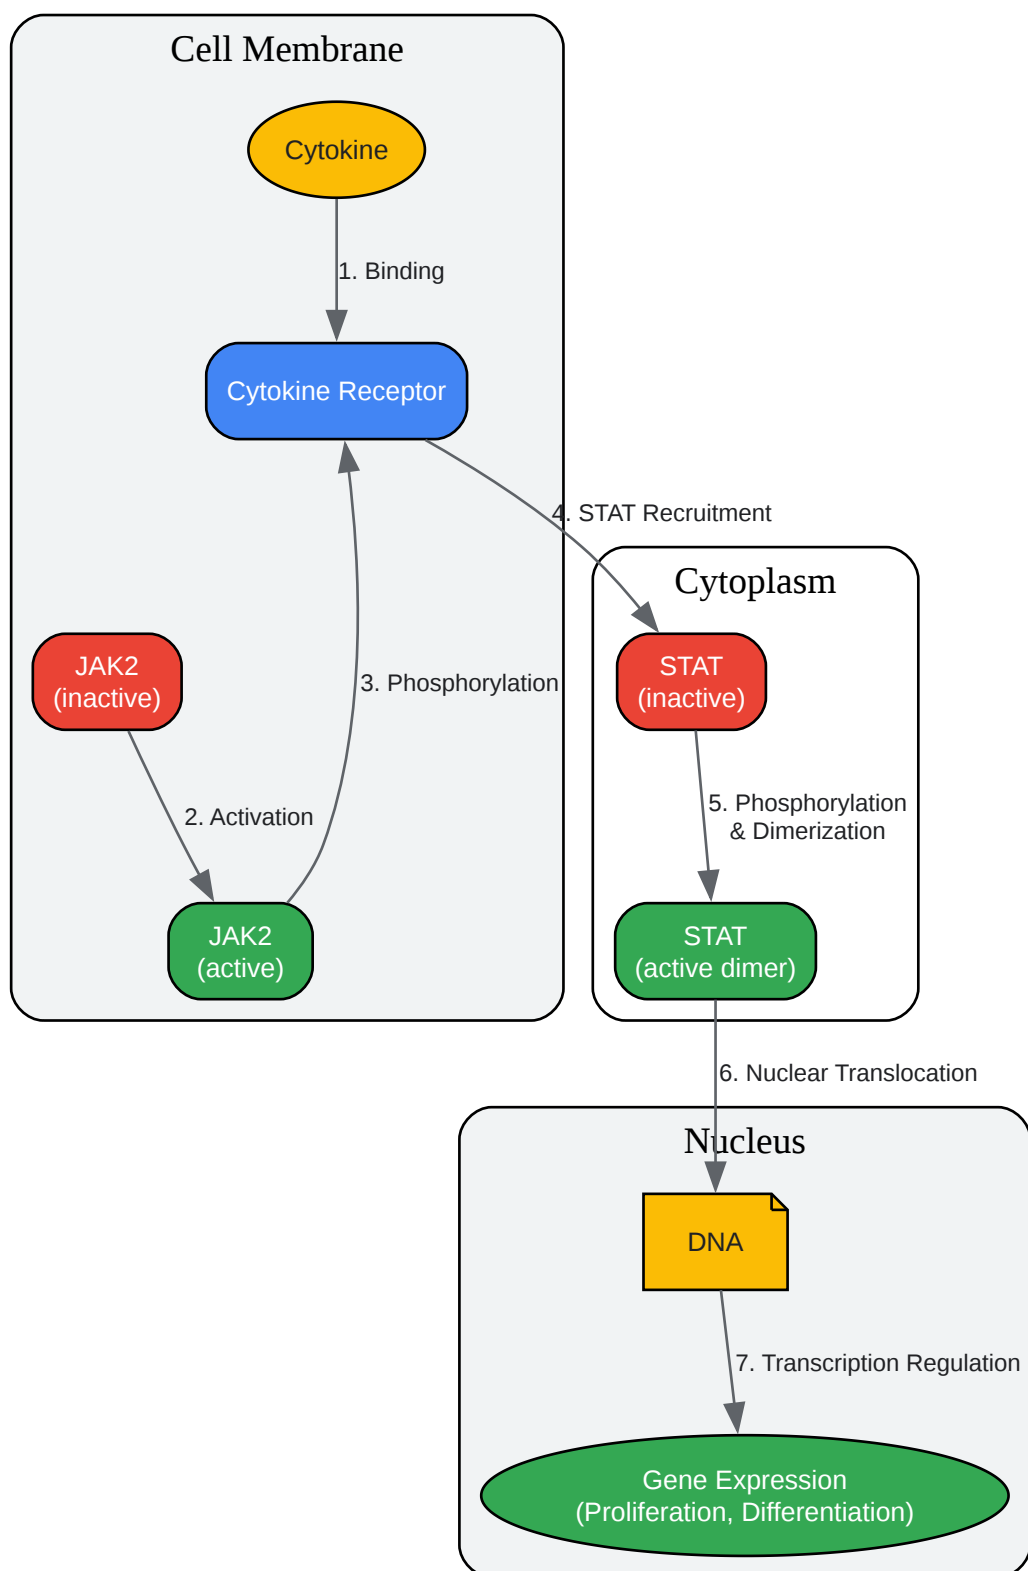 Cell Membrane
Cytokine
1. Binding
Cytokine Receptor
4. STAT Recruitment
Cytoplasm
JAK2
(inactive)
3. Phosphorylation
STAT
(inactive)
2. Activation
5. Phosphorylation
& Dimerization
JAK2
(active)
STAT
(active dimer)
6. Nuclear Translocation
Nucleus
DNA
7. Transcription Regulation
Gene Expression
(Proliferation, Differentiation)